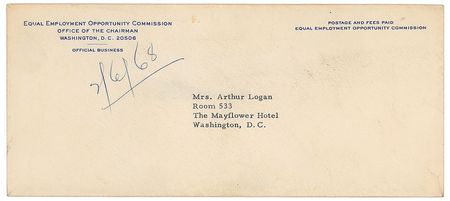 EQUAL EMPLOYMENT OPPORTUNITY COMMISSION
OFFICE OF THE CHAIRMAN
WASHINGTON, D. C. 20506
OFFICIAL BUSINESS
POSTAGE AND FEES PAID
EQUAL EMPLOYMENT OPPORTUNITY COMMISSION
2/6/68
Mrs. Arthur Logan
Room 533
The Mayflower Hotel
Washington, D. C.